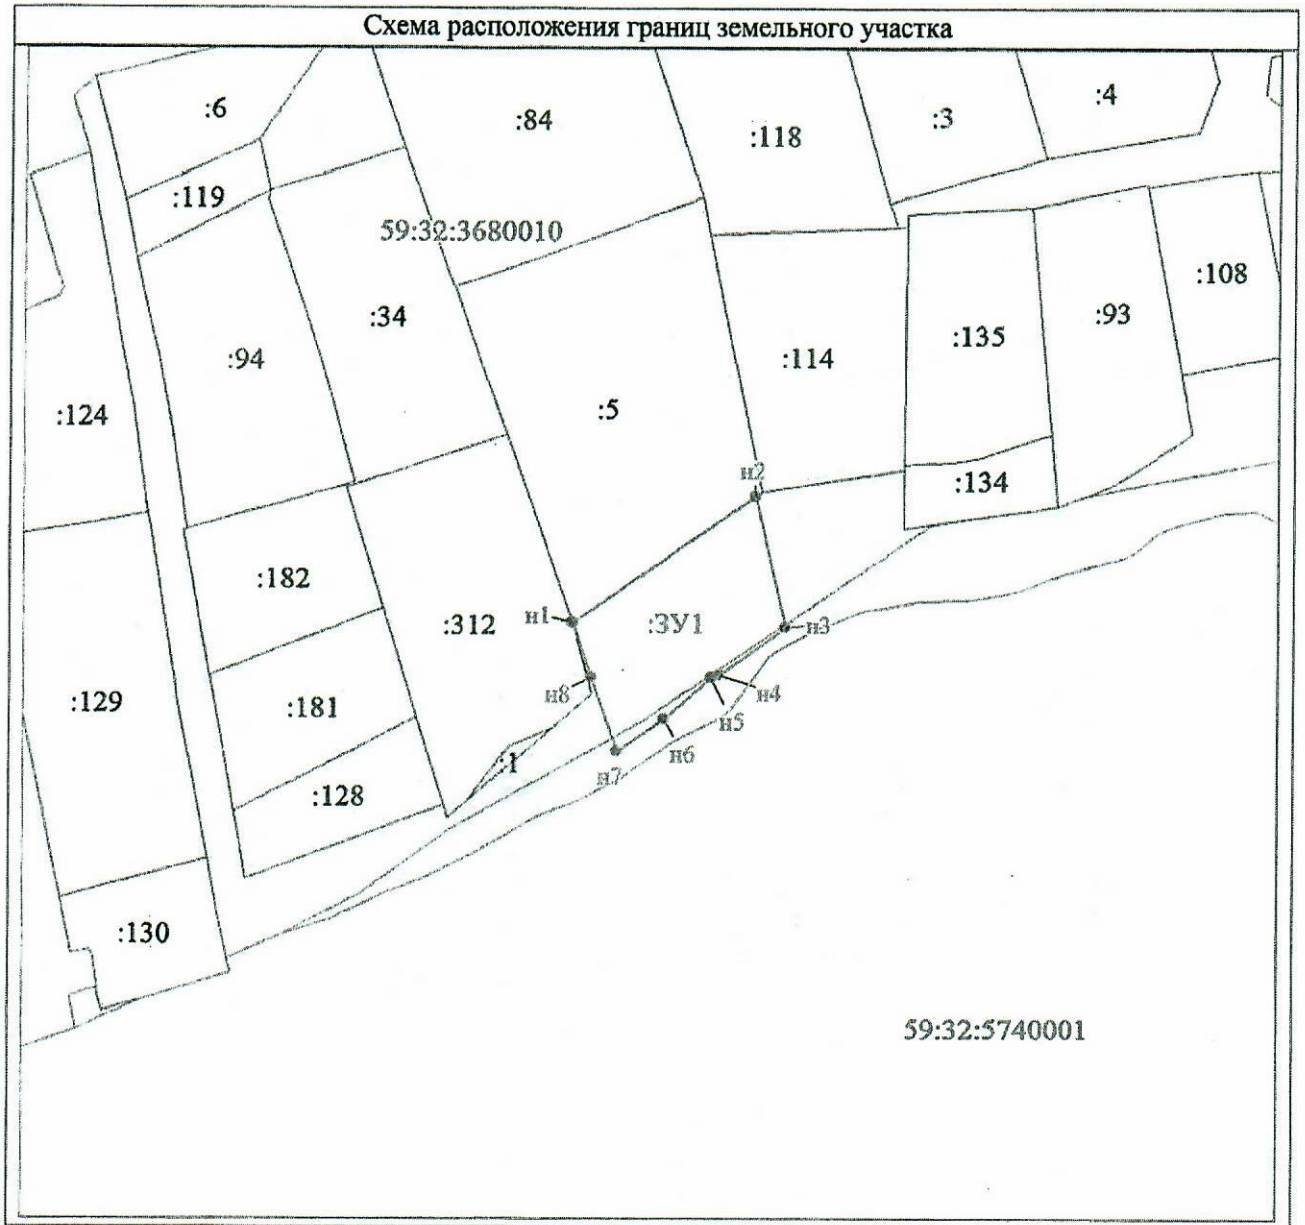 Схема расположения границ земельного участка
:6
:84
:118
:3
:4
:119
59:32:3680010
:34
:94
:5
:114
:135
:93
:108
:124
н2
:134
:182
н1
:312
:ЗУ1
н3
:129
:181
н8
н4
н5
н6
:1
н7
:128
:130
59:32:5740001